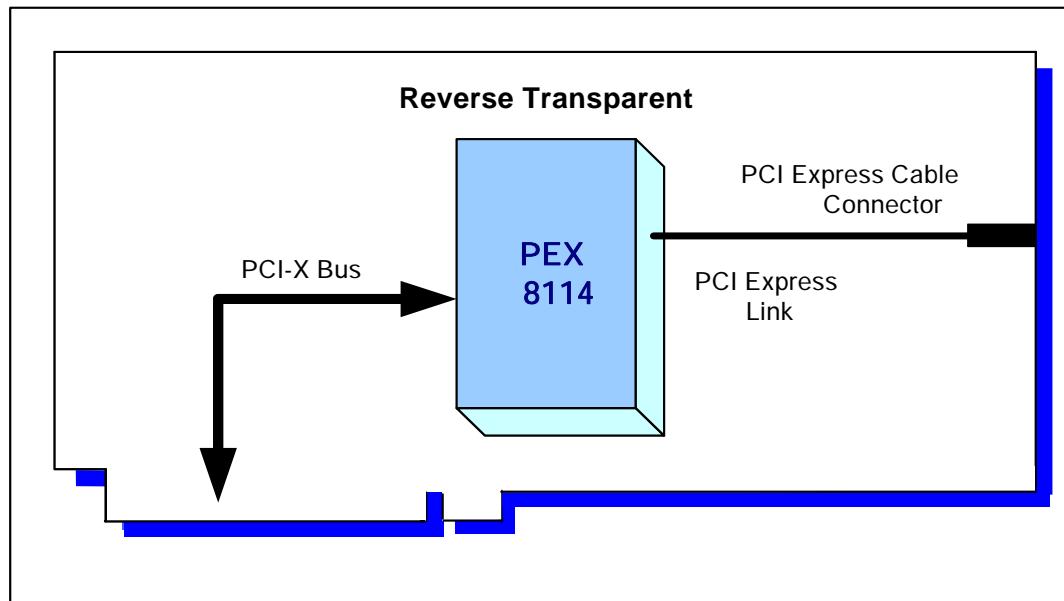 Reverse Transparent
PCI Express Cable
Connector
PEX
8114
PCI-X Bus
PCI Express
Link